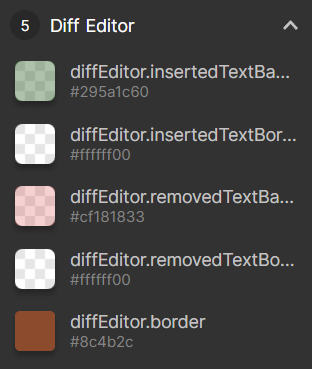 5 Diff Editor
diffEditor.insertedTextBa...
#295a1c60
diffEditor.insertedTextBor...
#ffffff00
diffEditor.removedTextBa...
#cf181833
diffEditor.removedTextBo...
#ffffff00
diffEditor.border
#8c4b2c